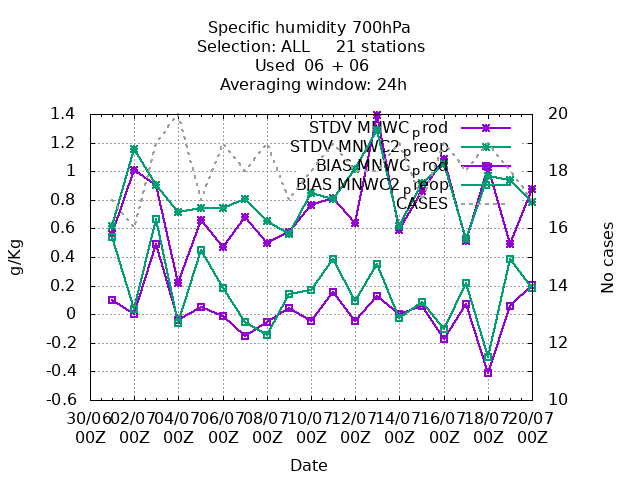 Specific humidity 700hPa
Selection: ALL 21 stations
Used 06 + 06
Averaging window: 24h
g/Kg
1.4
1.2
1
0.8
0.6
0.4
0.2
0
-0.2
-0.4
-0.6
STDV MNWC_prod
STDV MNWC2_preop
BIAS MNWC_prod
BIAS MNWC2_preop
CASES
20
18
16
14
12
10
No cases
30/06 02/07 04/07 06/07 08/07 10/07 12/07 14/07 16/07 18/07 20/07
00Z 00Z 00Z 00Z 00Z 00Z 00Z 00Z 00Z 00Z 00Z
Date